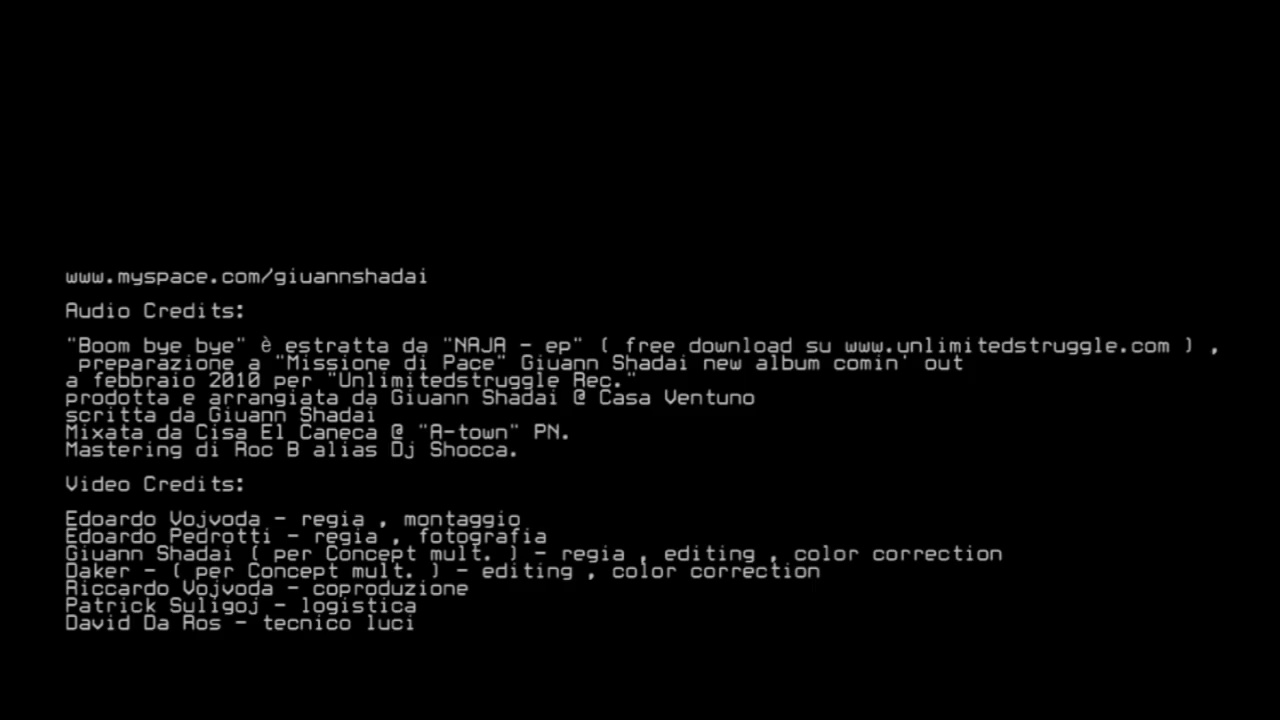 www.myspace.com/giuannshadai
Audio Credits:
"Boom bye bye" è estratta da "NAJA - ep" ( free download su www.unlimitedstruggle.com ) ,
preparazione a "Missione di Pace" Giuann Shadai new album comin' out
a febbraio 2010 per "Unlimitedstruggle Rec."
prodotta e arrangiata da Giuann Shadai @ Casa Ventuno
scritta da Giuann Shadai
Mixata da Cisa El Caneca @ "A-town" PN.
Mastering di Roc B alias Dj Shocca.
Video Credits:
Edoardo Vojvoda - regia , montaggio
Edoardo Pedrotti - regia , fotografia
Giuann Shadai ( per Concept mult. ) - regia , editing , color correction
Daker - ( per Concept mult. ) - editing , color correction
Riccardo Vojvoda - coproduzione
Patrick Suligoj - logistica
David Da Ros - tecnico luci